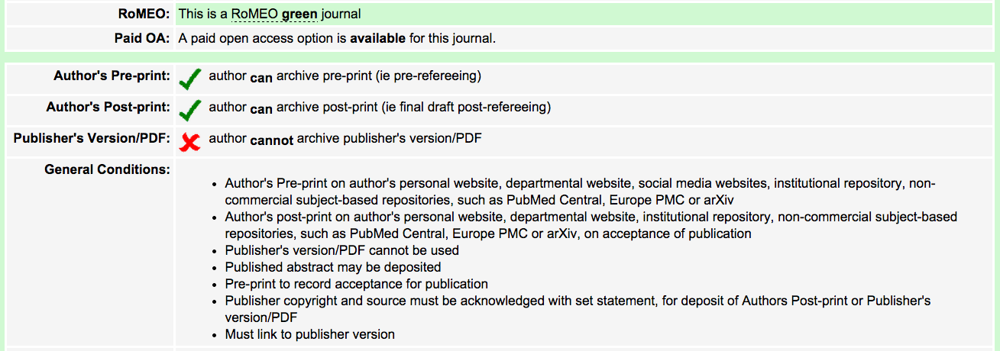 RoMEO: This is a RoMEO green journal
Paid OA: A paid open access option is available for this journal.
Author's Pre-print: author can archive pre-print (ie pre-refereeing)
Author's Post-print: author can archive post-print (ie final draft post-refereeing)
Publisher's Version/PDF: author cannot archive publisher's version/PDF
General Conditions:
• Author's Pre-print on author's personal website, departmental website, social media websites, institutional repository, non-
commercial subject-based repositories, such as PubMed Central, Europe PMC or arXiv
• Author's post-print on author's personal website, departmental website, institutional repository, non-commercial subject-based
repositories, such as PubMed Central, Europe PMC or arXiv, on acceptance of publication
• Publisher's version/PDF cannot be used
• Published abstract may be deposited
• Pre-print to record acceptance for publication
• Publisher copyright and source must be acknowledged with set statement, for deposit of Authors Post-print or Publisher's
version/PDF
• Must link to publisher version